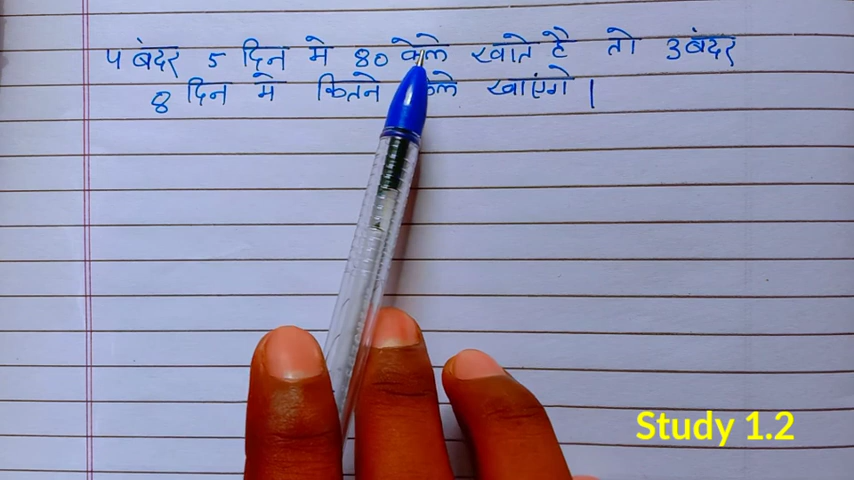 4 बंदर 5 दिन मे 80 केले खाते है तो 3 बंदर
8 दिन मे कितने केले खाएंगे |
Study 1.2